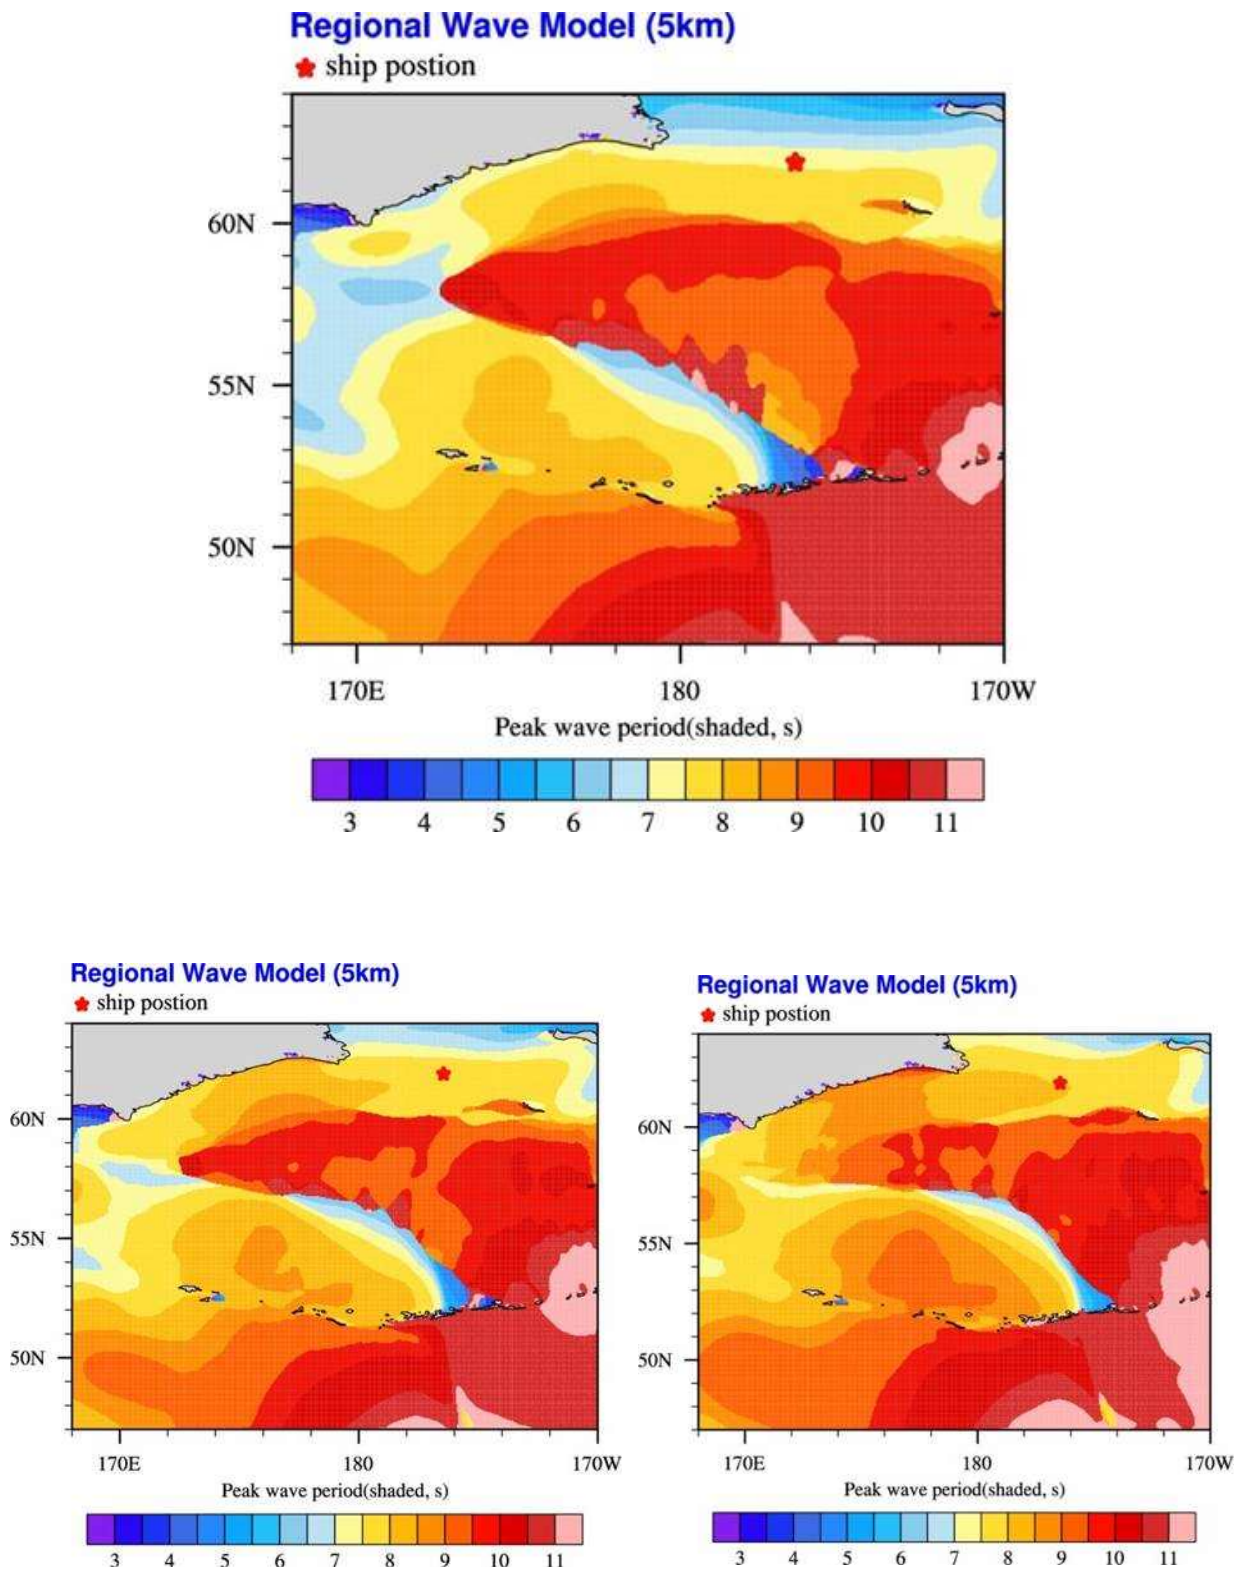 Regional Wave Model (5km)
ship postion
60N
55N
50N
170E 180 170W
Peak wave period(shaded, s)
3 4 5 6 7 8 9 10 11
Regional Wave Model (5km)
ship postion
60N
55N
50N
170E 180 170W
Peak wave period(shaded, s)
3 4 5 6 7 8 9 10 11
Regional Wave Model (5km)
ship postion
60N
55N
50N
170E 180 170W
Peak wave period(shaded, s)
3 4 5 6 7 8 9 10 11